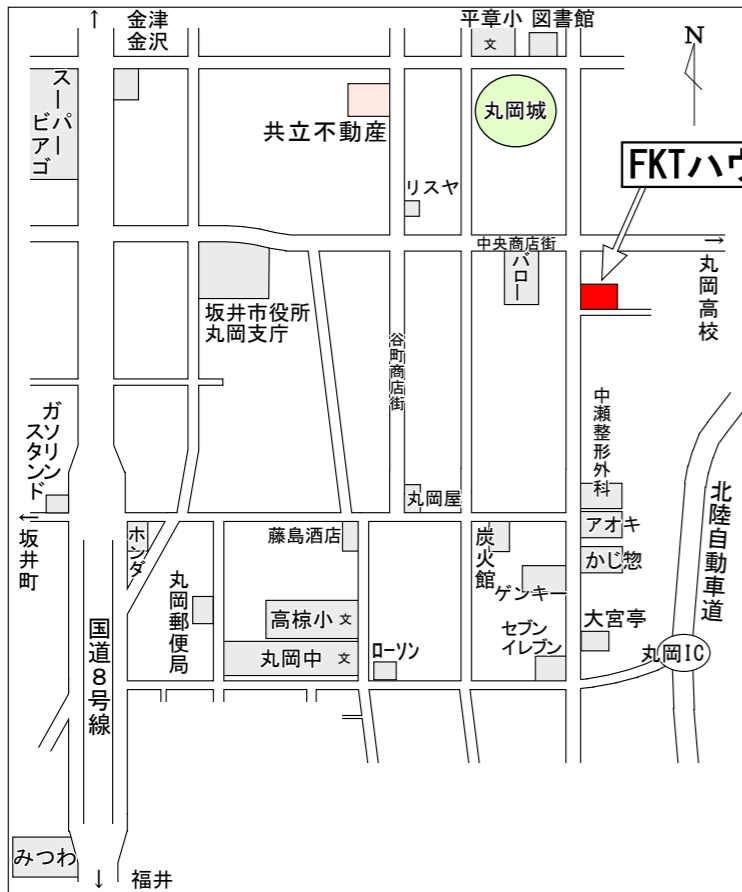 ↑ 金津
金沢
平章小 図書館
文
N
スーパー
ビアゴ
共立不動産
丸岡城
FKTハウ
リスヤ
中央商店街
→
丸岡高校
バロー
坂井市役所
丸岡支庁
谷町商店街
ガソリン
スタンド
中瀬整形外科
北陸自動車道
丸岡屋
←
坂井町
ホンダ
藤島酒店
炭火館
アオキ
かじ惣
ゲンキー
丸岡郵便局
高椋小 文
丸岡中 文
ローソン
セブン
イレブン
大宮亭
丸岡IC
国道8号線
みつわ
↓ 福井